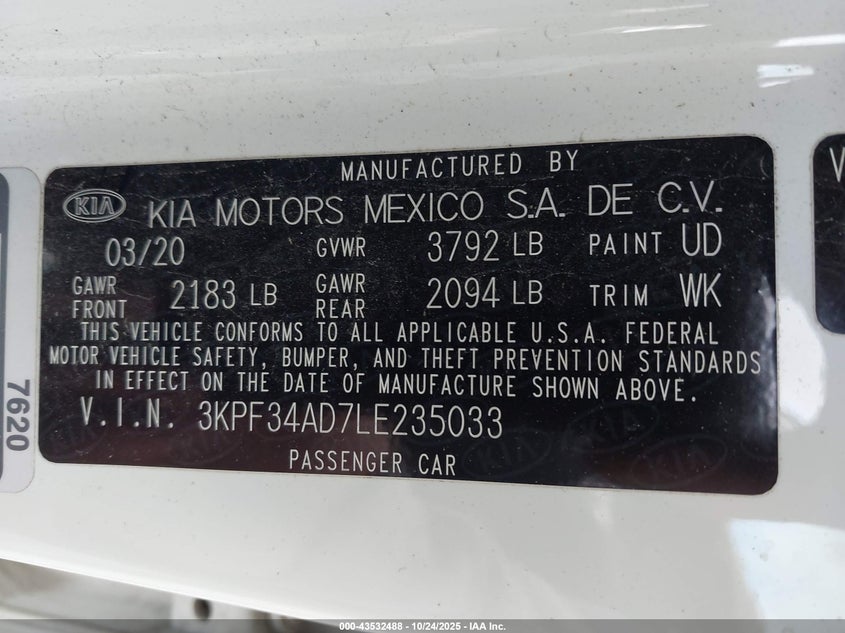 MANUFACTURED BY
KIA KIA MOTORS MEXICO S.A. DE C.V.
03/20 GVWR 3792 LB PAINT UD
GAWR FRONT 2183 LB GAWR REAR 2094 LB TRIM WK
THIS VEHICLE CONFORMS TO ALL APPLICABLE U.S.A. FEDERAL
MOTOR VEHICLE SAFETY, BUMPER, AND THEFT PREVENTION STANDARDS
IN EFFECT ON THE DATE OF MANUFACTURE SHOWN ABOVE.
V.I.N. 3KPF34AD7LE235033
PASSENGER CAR
7620
V
000-43532488 - 10/24/2025 - IAA Inc.